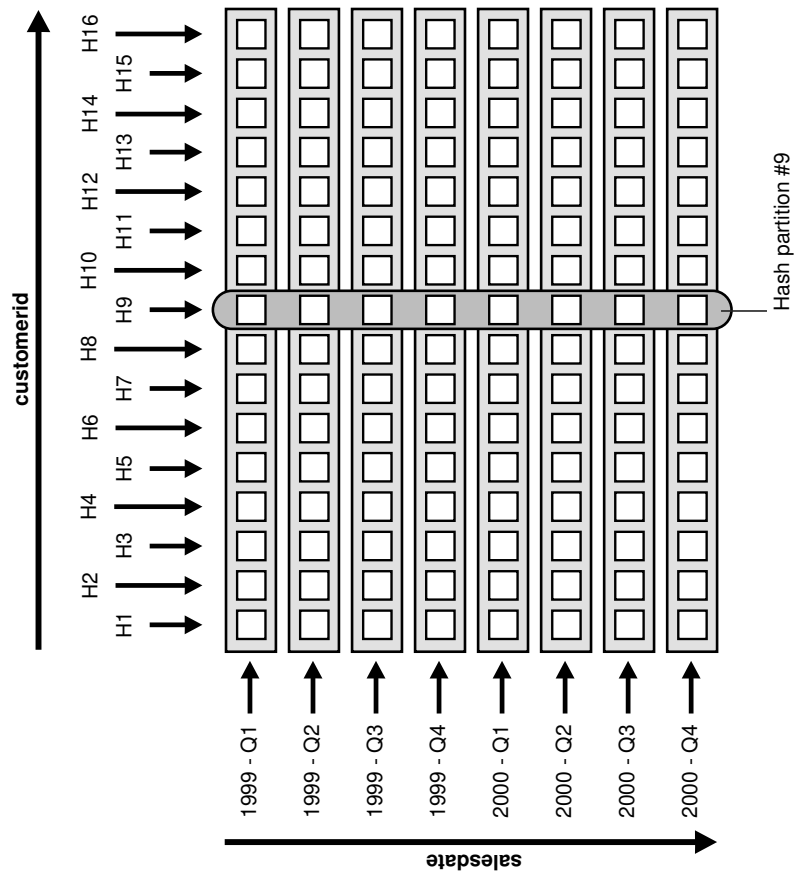 customerid
H1
H2
H3
H4
H5
H6
H7
H8
H9
H10
H11
H12
H13
H14
H15
H16
salesdate
1999 - Q1
1999 - Q2
1999 - Q3
1999 - Q4
2000 - Q1
2000 - Q2
2000 - Q3
2000 - Q4
Hash partition #9